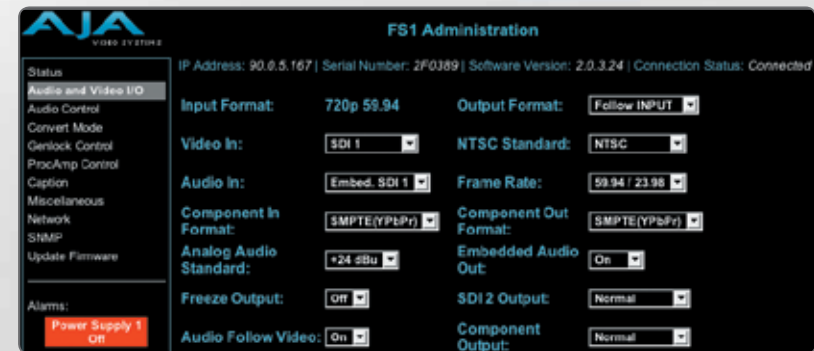 AJA
VIDEO SYSTEMS
FS1 Administration
IP Address: 90.0.5.167 | Serial Number: 2F0389 | Software Version: 2.0.3.24 | Connection Status: Connected
Status
Audio and Video I/O
Audio Control
Convert Mode
Genlock Control
ProcAmp Control
Caption
Miscellaneous
Network
SNMP
Update Firmware
Alarms:
Power Supply 1
Off
Input Format: 720p 59.94 Output Format: Follow INPUT
Video In: SDI 1 NTSC Standard: NTSC
Audio In: Embed. SDI 1 Frame Rate: 59.94 / 23.98
Component In Format: SMPTE(YPbPr) Component Out Format: SMPTE(YPbPr)
Analog Audio Standard: +24 dBu Embedded Audio Out: On
Freeze Output: Off SDI 2 Output: Normal
Audio Follow Video: On Component Output: Normal